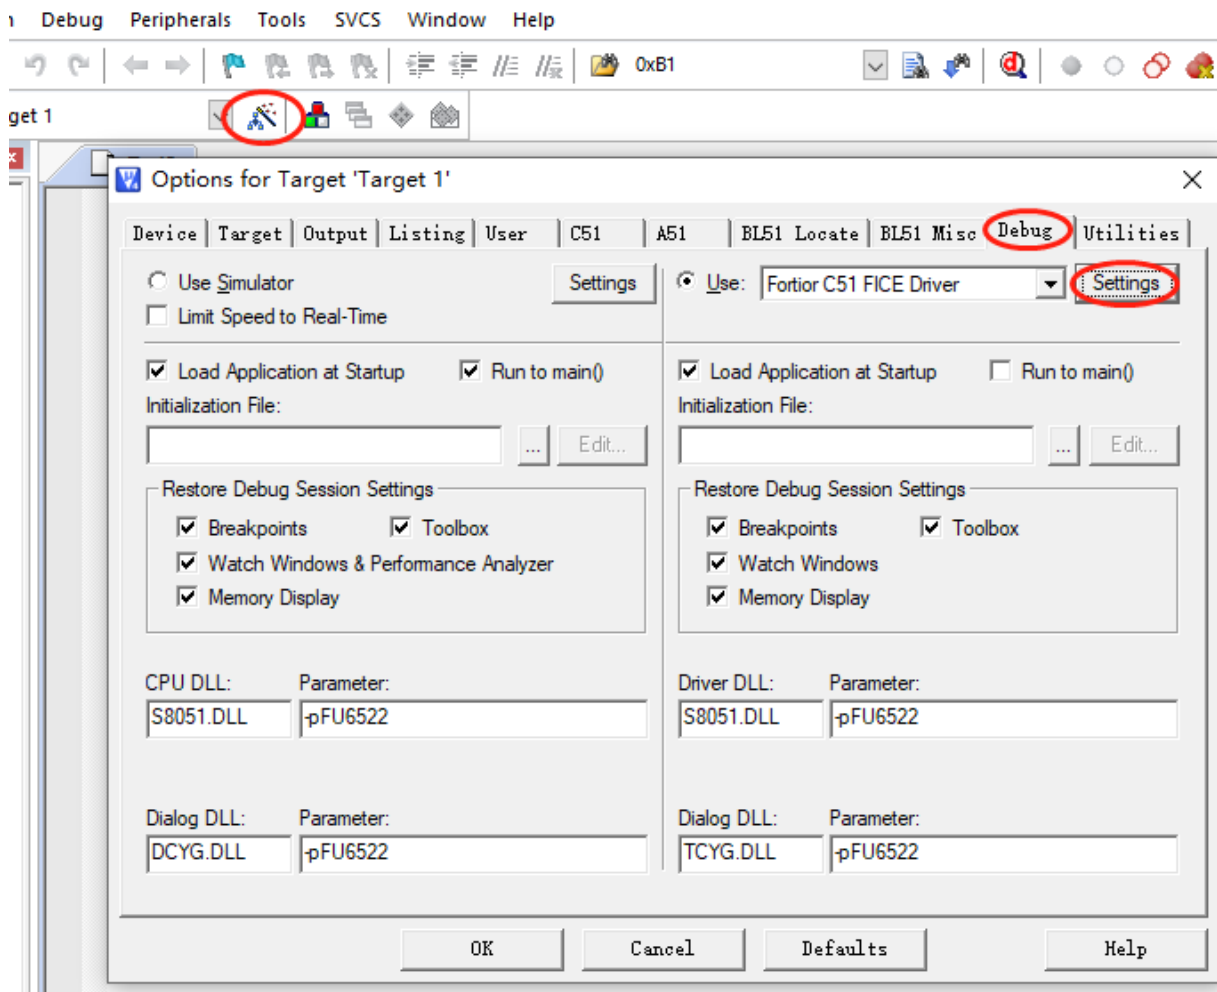 Debug Peripherals Tools SVCS Window Help
0xB1
get 1
Options for Target 'Target 1'
Device Target Output Listing User C51 A51 BL51 Locate BL51 Misc Debug Utilities
Use Simulator Settings Use: Fortior C51 FICE Driver Settings
Limit Speed to Real-Time
Load Application at Startup Run to main() Load Application at Startup Run to main()
Initialization File: Initialization File:
... Edit... ... Edit...
Restore Debug Session Settings Restore Debug Session Settings
Breakpoints Toolbox Breakpoints Toolbox
Watch Windows & Performance Analyzer Watch Windows
Memory Display Memory Display
CPU DLL: Parameter: Driver DLL: Parameter:
S8051.DLL -pFU6522 S8051.DLL -pFU6522
Dialog DLL: Parameter: Dialog DLL: Parameter:
DCYG.DLL -pFU6522 TCYG.DLL -pFU6522
OK Cancel Defaults Help